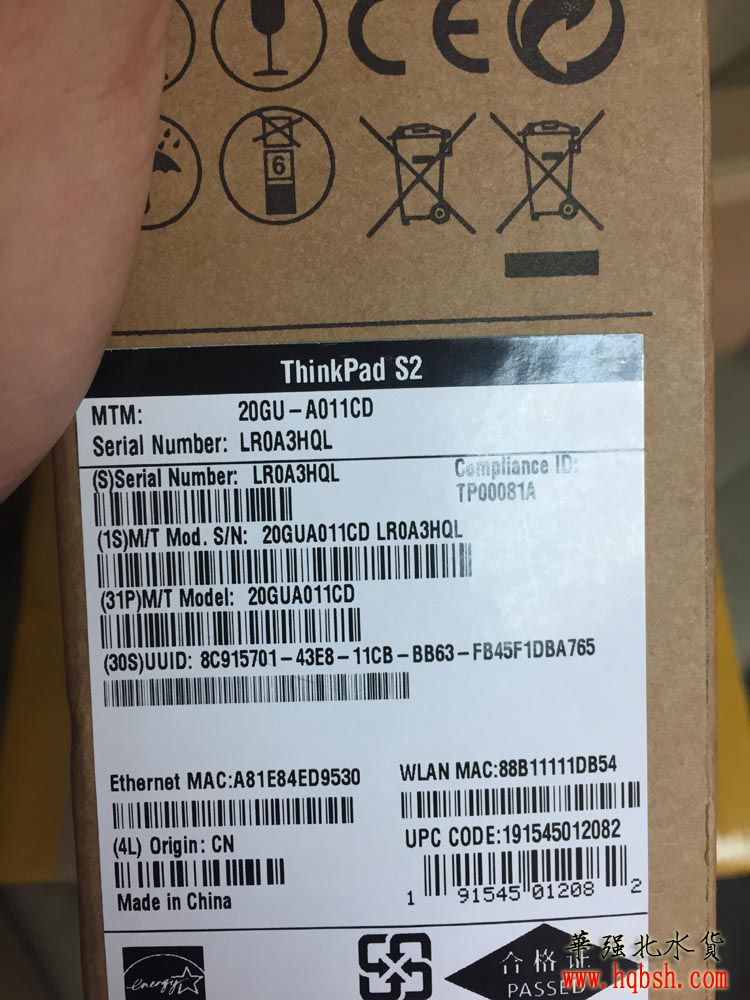 CE
6
ThinkPad S2
MTM: 20GU-A011CD
Serial Number: LR0A3HQL
(S)Serial Number: LR0A3HQL
Compliance ID:
TP00081A
(1S)M/T Mod. S/N: 20GUA011CD LR0A3HQL
(31P)M/T Model: 20GUA011CD
(30S)UUID: 8C915701-43E8-11CB-BB63-FB45F1DBA765
Ethernet MAC:A81E84ED9530
WLAN MAC:88B11111DB54
(4L) Origin: CN
UPC CODE:191545012082
Made in China
1 91545 01208 2
energy
合格证
PASSED
華强北水貨
www.hqbsh.com